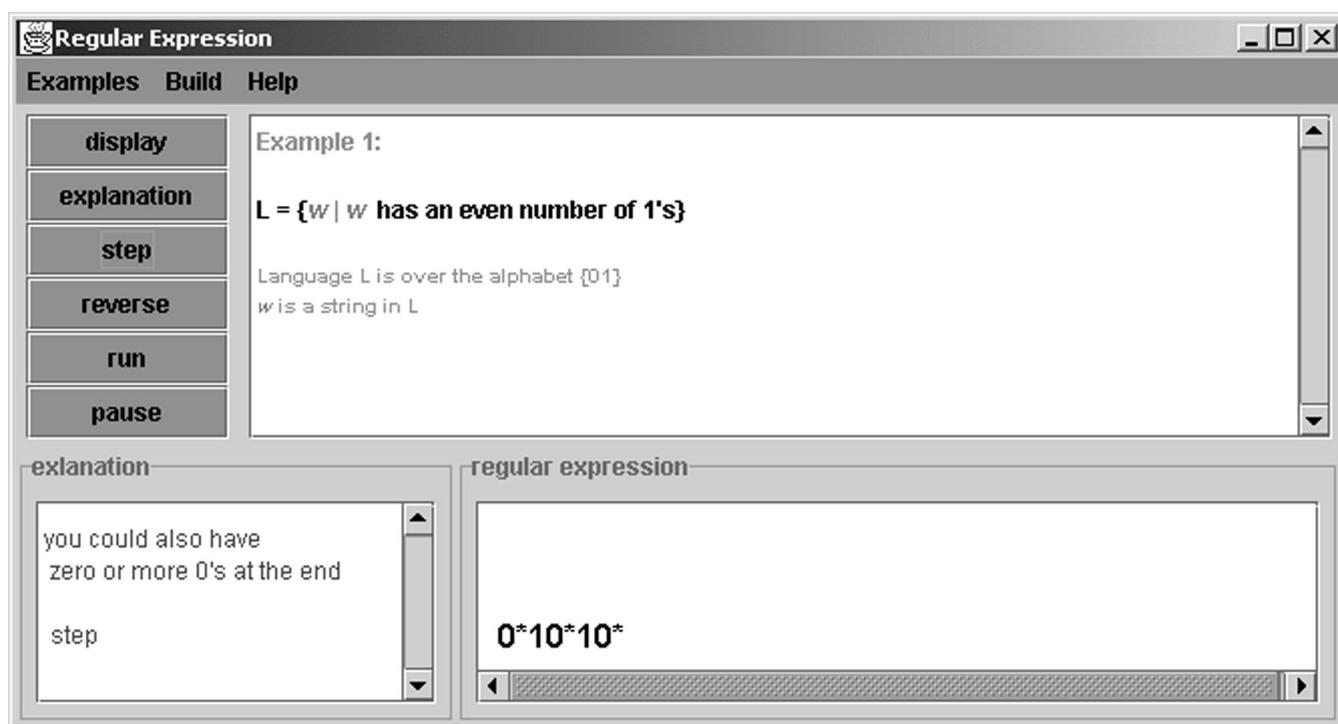 Regular Expression
Examples Build Help
display
explanation
step
reverse
run
pause
Example 1:
L = {w | w has an even number of 1's}
Language L is over the alphabet {01}
w is a string in L
exlanation
you could also have
zero or more 0's at the end
step
regular expression
0*10*10*